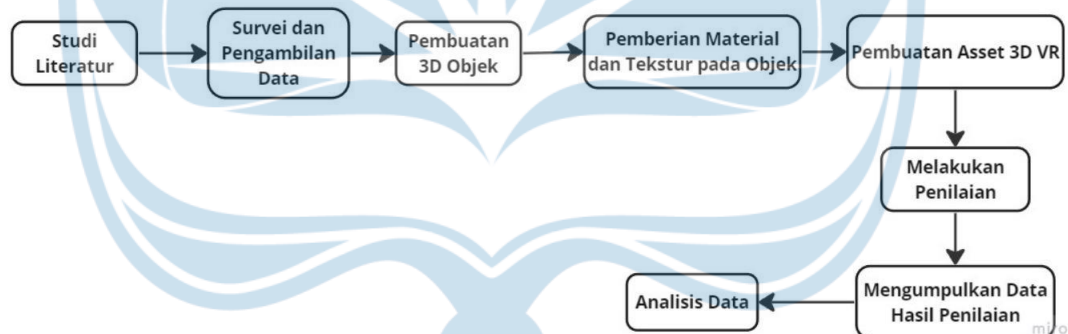 Studi
Literatur
Survei dan
Pengambilan
Data
Pembuatan
3D Objek
Pemberian Material
dan Tekstur pada Objek
Pembuatan Asset 3D VR
Melakukan
Penilaian
Mengumpulkan Data
Hasil Penilaian
Analisis Data
miro